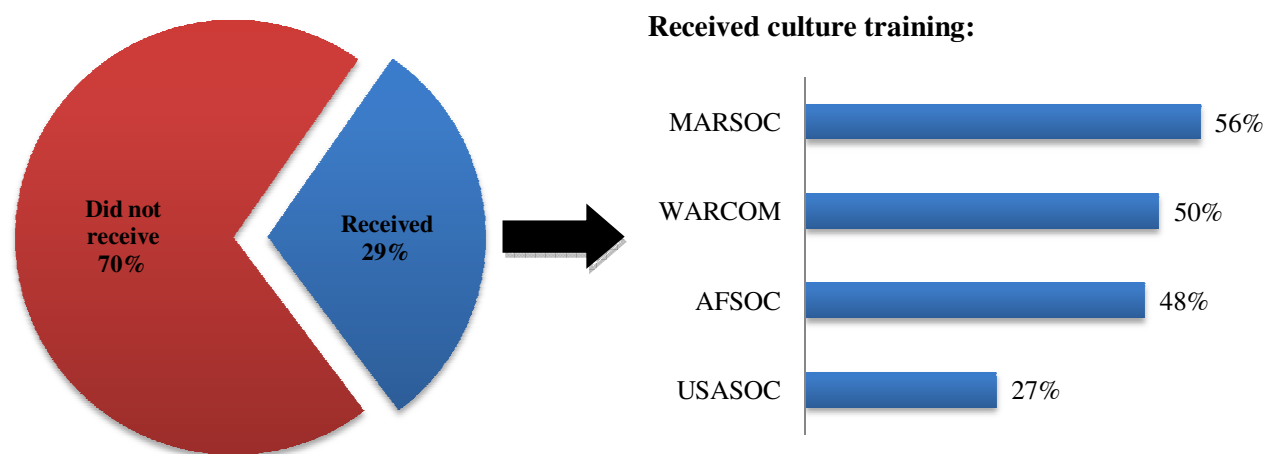 Did not
receive
70%
Received
29%
Received culture training:
MARSOC 56%
WARCOM 50%
AFSOC 48%
USASOC 27%